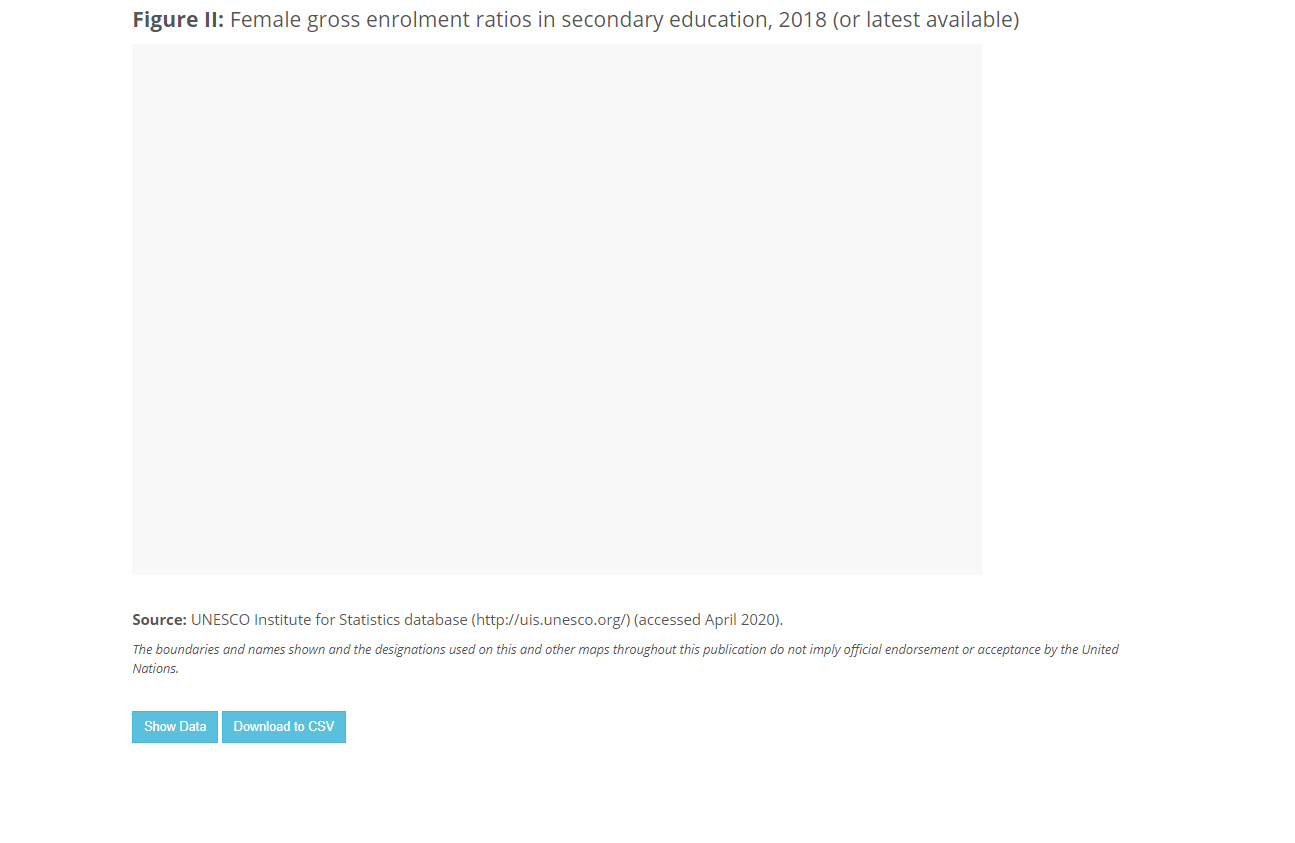 Figure II: Female gross enrolment ratios in secondary education, 2018 (or latest available)
Source: UNESCO Institute for Statistics database (http://uis.unesco.org/) (accessed April 2020).
The boundaries and names shown and the designations used on this and other maps throughout this publication do not imply official endorsement or acceptance by the United
Nations.
Show Data Download to CSV